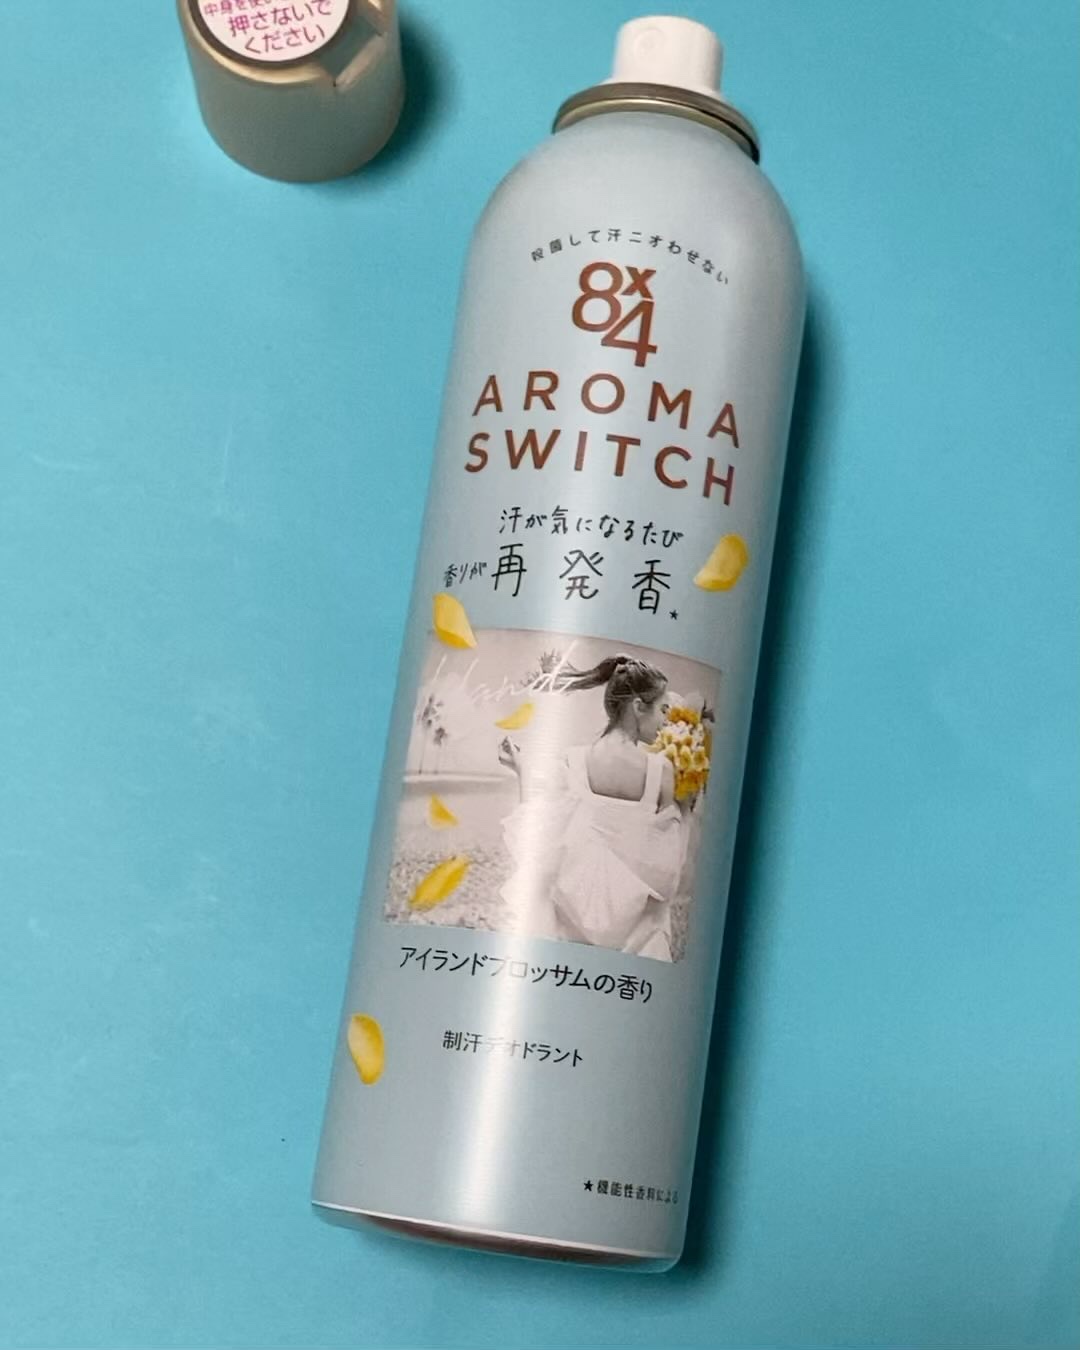 押さないで
ください
殺菌して汗ニオわせない
8x4
AROMA
SWITCH
汗が気になるたび
香りが再発香★
Island
アイランドブロッサムの香り
制汗デオドラント
★機能性香料による